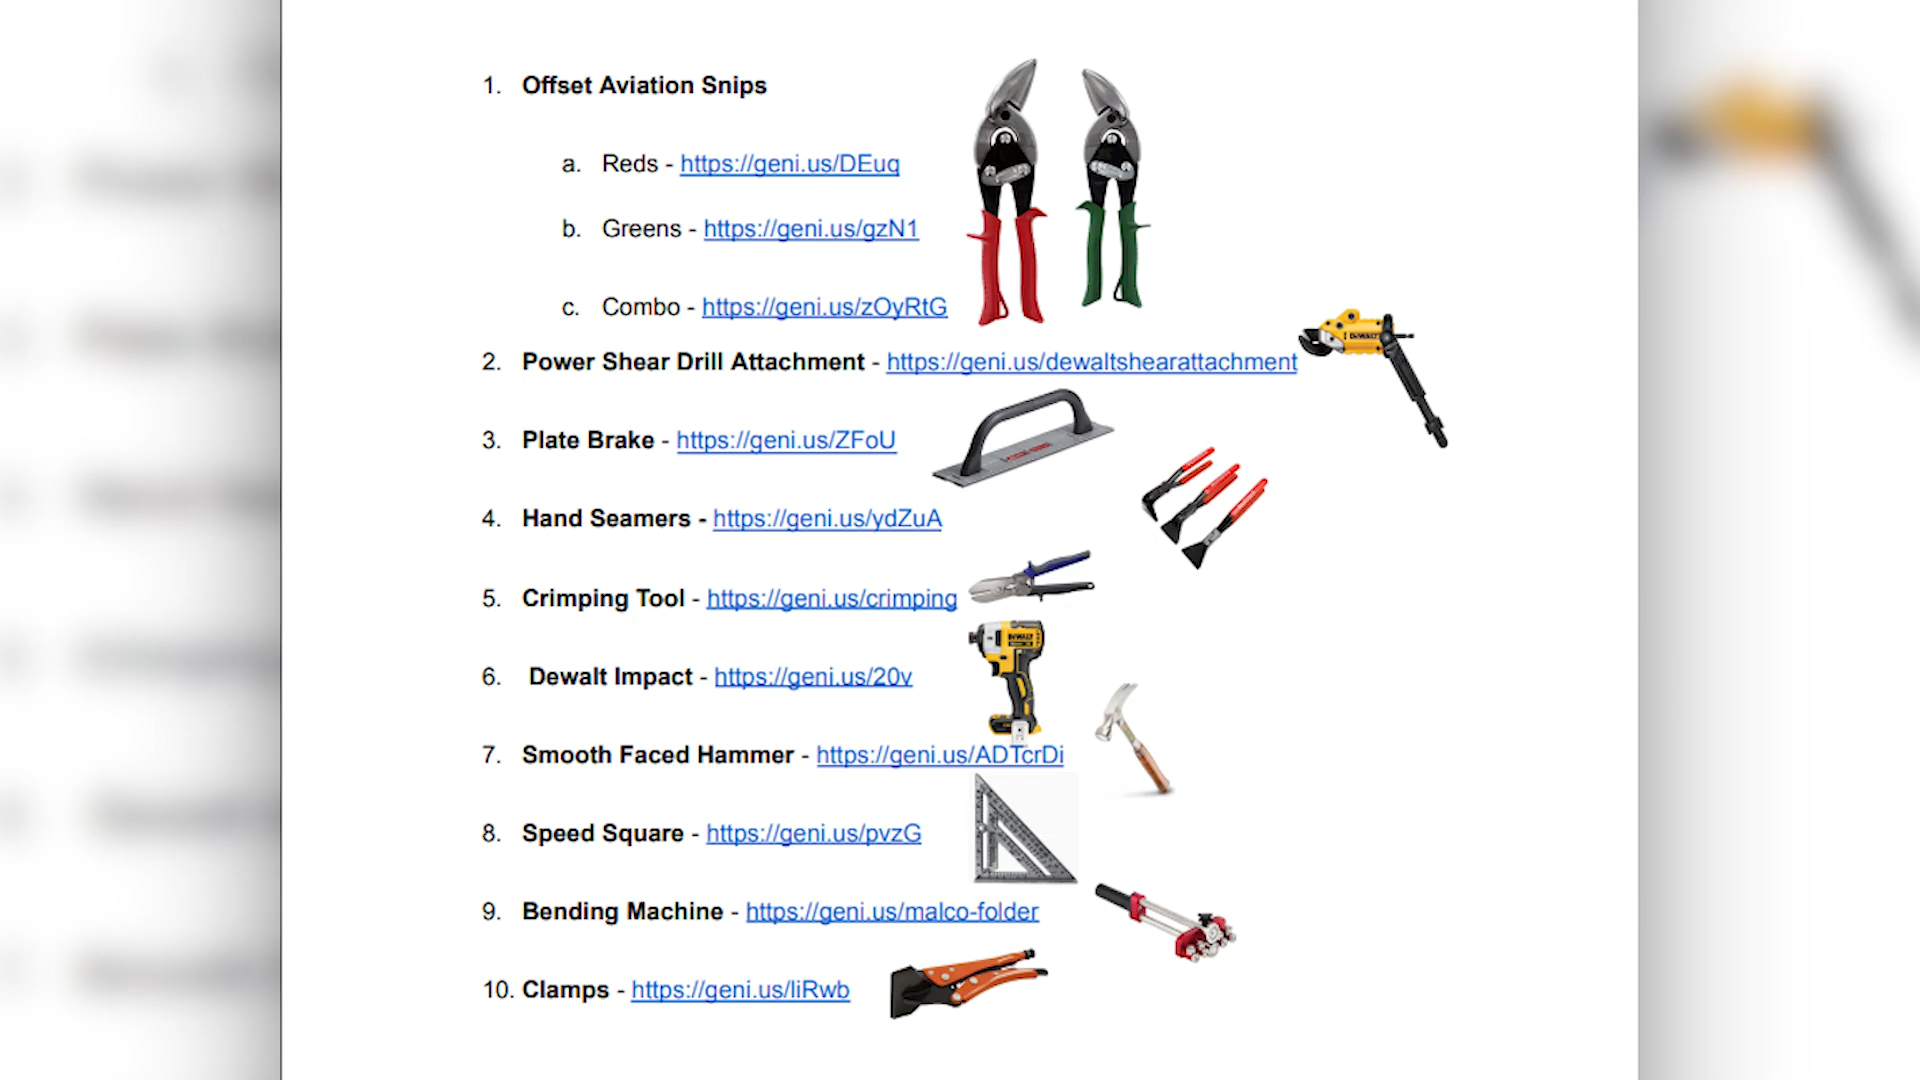 1. Offset Aviation Snips
a. Reds - https://geni.us/DEuq
b. Greens - https://geni.us/gzN1
c. Combo - https://geni.us/zOyRtG
2. Power Shear Drill Attachment - https://geni.us/dewaltshearattachment
DEWALT
3. Plate Brake - https://geni.us/ZFoU
4. Hand Seamers - https://geni.us/ydZuA
5. Crimping Tool - https://geni.us/crimping
DEWALT
6. Dewalt Impact - https://geni.us/20v
7. Smooth Faced Hammer - https://geni.us/ADTcrDi
8. Speed Square - https://geni.us/pvzG
9. Bending Machine - https://geni.us/malco-folder
10. Clamps - https://geni.us/liRwb